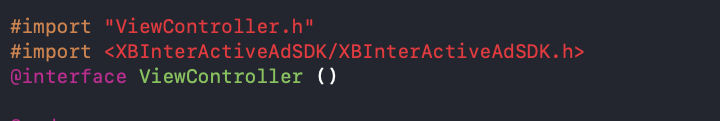 #import "ViewController.h"
#import <XBInterActiveAdSDK/XBInterActiveAdSDK.h>
@interface ViewController ()